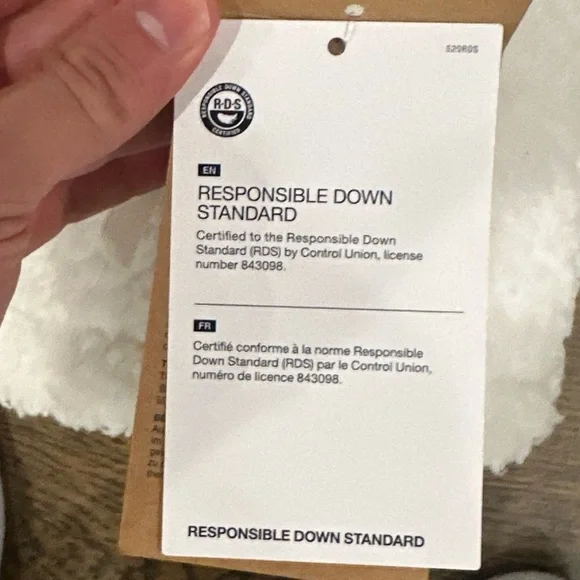 529695
RESPONSIBLE DOWN STANDARD
R·D·S
CERTIFIED
EN
RESPONSIBLE DOWN
STANDARD
Certified to the Responsible Down
Standard (RDS) by Control Union, license
number 843098.
FR
Certifié conforme à la norme Responsible
Down Standard (RDS) par le Control Union,
numéro de licence 843098.
RESPONSIBLE DOWN STANDARD